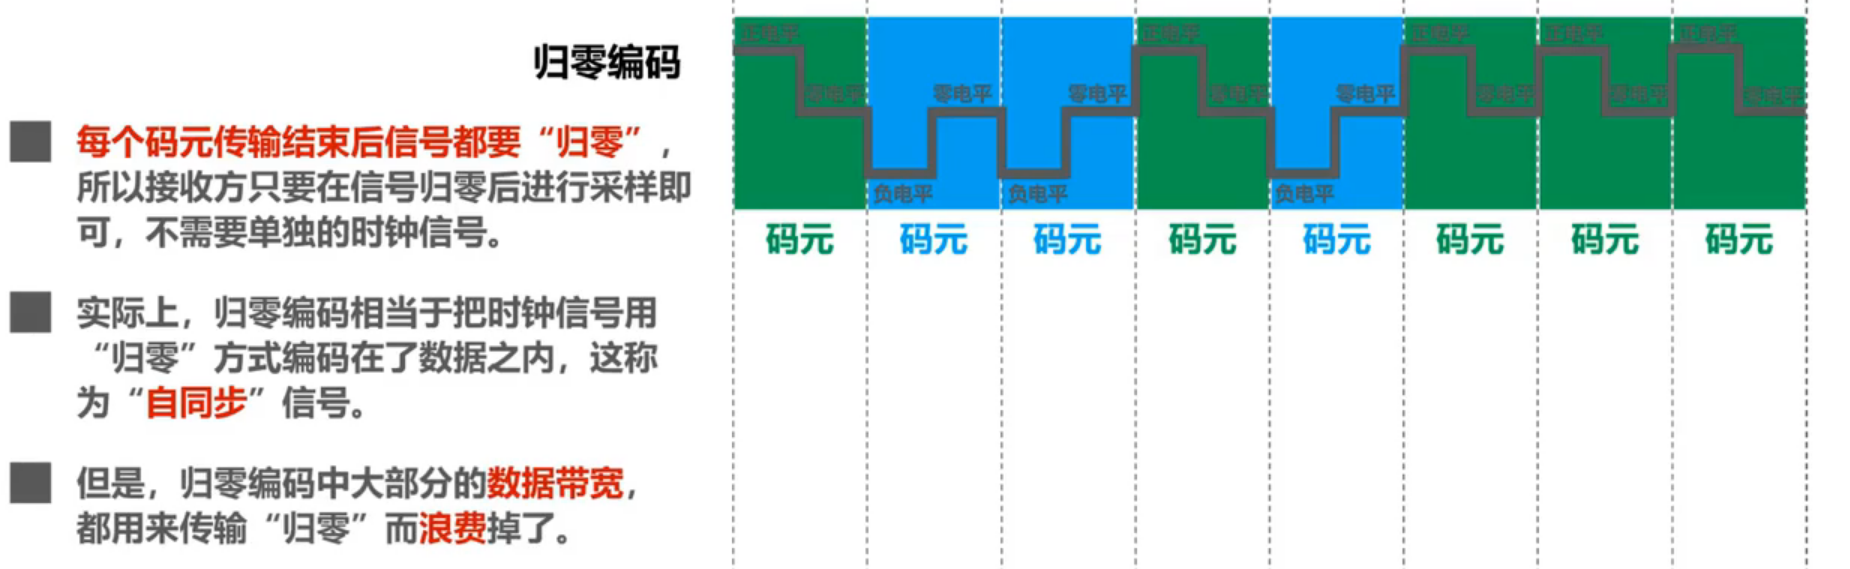 归零编码
每个码元传输结束后信号都要“归零”，
所以接收方只要在信号归零后进行采样即
可，不需要单独的时钟信号。
实际上，归零编码相当于把时钟信号用
“归零”方式编码在了数据之内，这称
为“自同步”信号。
但是，归零编码中大部分的数据带宽，
都用来传输“归零”而浪费掉了。
正电平 正电平 正电平 正电平 正电平
零电平 零电平 零电平 零电平 零电平 零电平 零电平 零电平
负电平 负电平 负电平
码元 码元 码元 码元 码元 码元 码元 码元